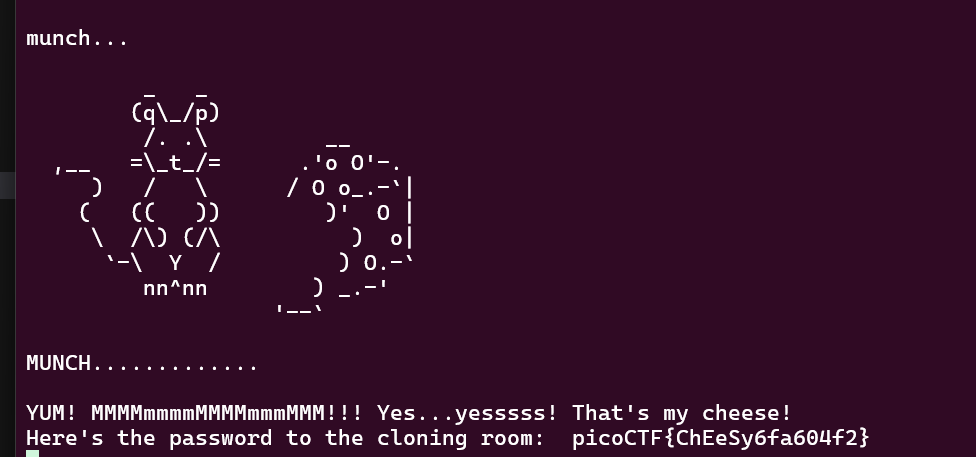 munch...
          _   _
         (q\_/p)
          /. .\         __
   ,__   =\_t_/=      .'o O'-.
      )   /   \      / O o_.-`|
     (   ((   ))        )'  O |
      \  /\) (/\          )  o|
       `-\  Y  /         ) O.-`
          nn^nn        ) _.-'
                    '--`
MUNCH.............
YUM! MMMMmmmmMMMMmmmMMM!!! Yes...yesssss! That's my cheese!
Here's the password to the cloning room:  picoCTF{ChEeSy6fa604f2}